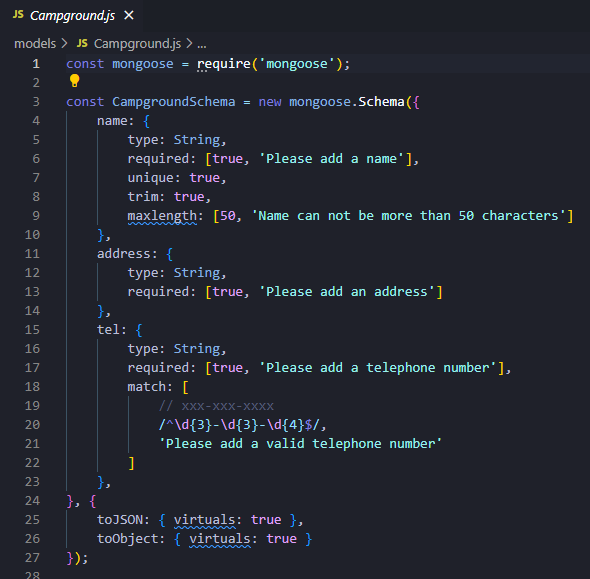 JS Campground.js ×
models > JS Campground.js > ...
1 const mongoose = require('mongoose');
2
3 const CampgroundSchema = new mongoose.Schema({
4     name: {
5         type: String,
6         required: [true, 'Please add a name'],
7         unique: true,
8         trim: true,
9         maxlength: [50, 'Name can not be more than 50 characters']
10     },
11     address: {
12         type: String,
13         required: [true, 'Please add an address']
14     },
15     tel: {
16         type: String,
17         required: [true, 'Please add a telephone number'],
18         match: [
19             // xxx-xxx-xxxx
20             /^\d{3}-\d{3}-\d{4}$/,
21             'Please add a valid telephone number'
22         ]
23     },
24 }, {
25     toJSON: { virtuals: true },
26     toObject: { virtuals: true }
27 });
28